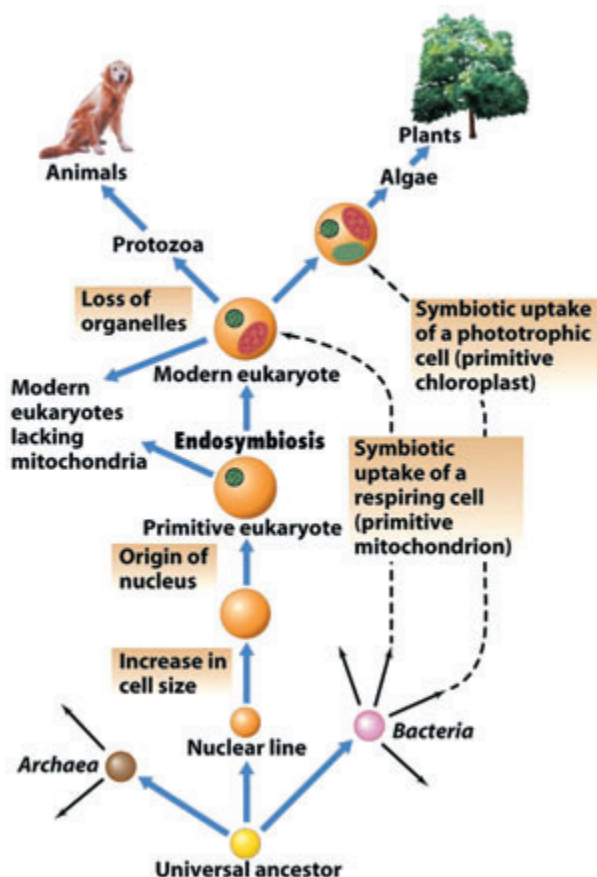 Plants
Animals
Algae
Protozoa
Loss of
organelles
Symbiotic uptake
of a phototrophic
cell (primitive
chloroplast)
Modern eukaryote
Modern
eukaryotes
lacking
mitochondria
Endosymbiosis
Symbiotic
uptake of a
respiring cell
(primitive
mitochondrion)
Primitive eukaryote
Origin of
nucleus
Increase in
cell size
Nuclear line
Bacteria
Archaea
Universal ancestor